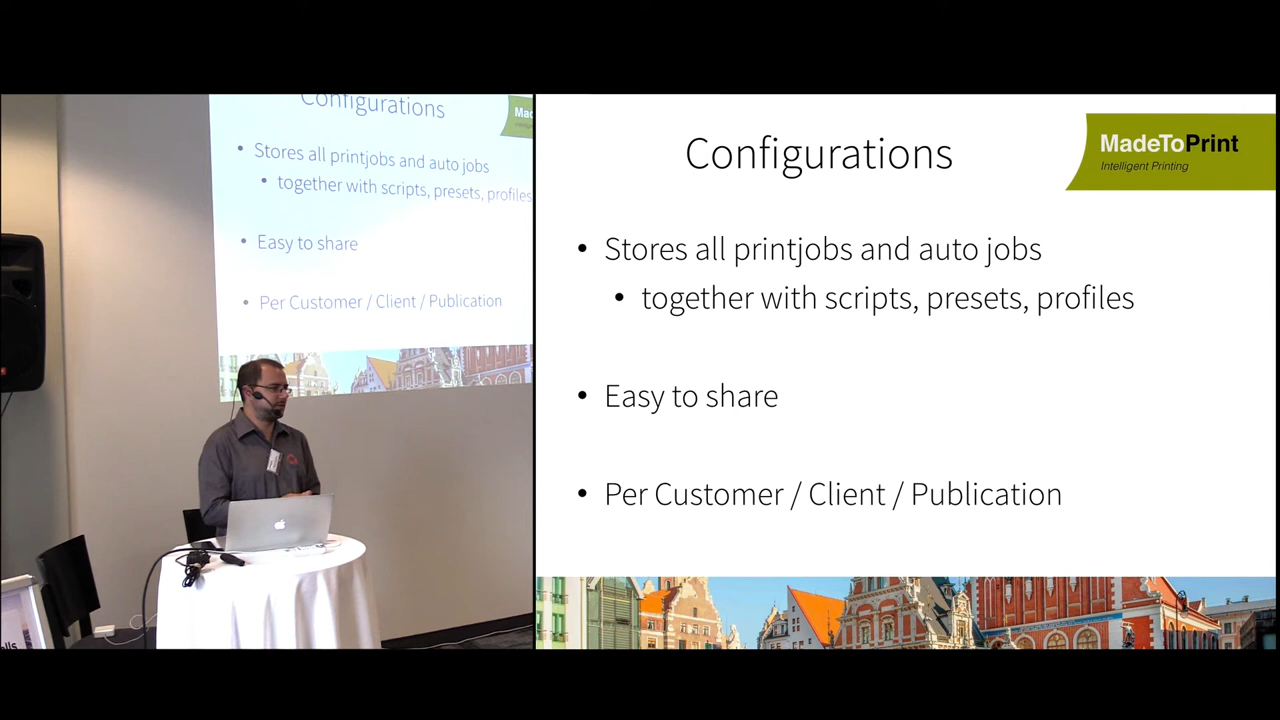 Configurations
Mad
Stores all printjobs and auto jobs
together with scripts, presets, profiles
Easy to share
Per Customer / Client / Publication
lls
Configurations
MadeToPrint
Intelligent Printing
• Stores all printjobs and auto jobs
• together with scripts, presets, profiles
• Easy to share
• Per Customer / Client / Publication